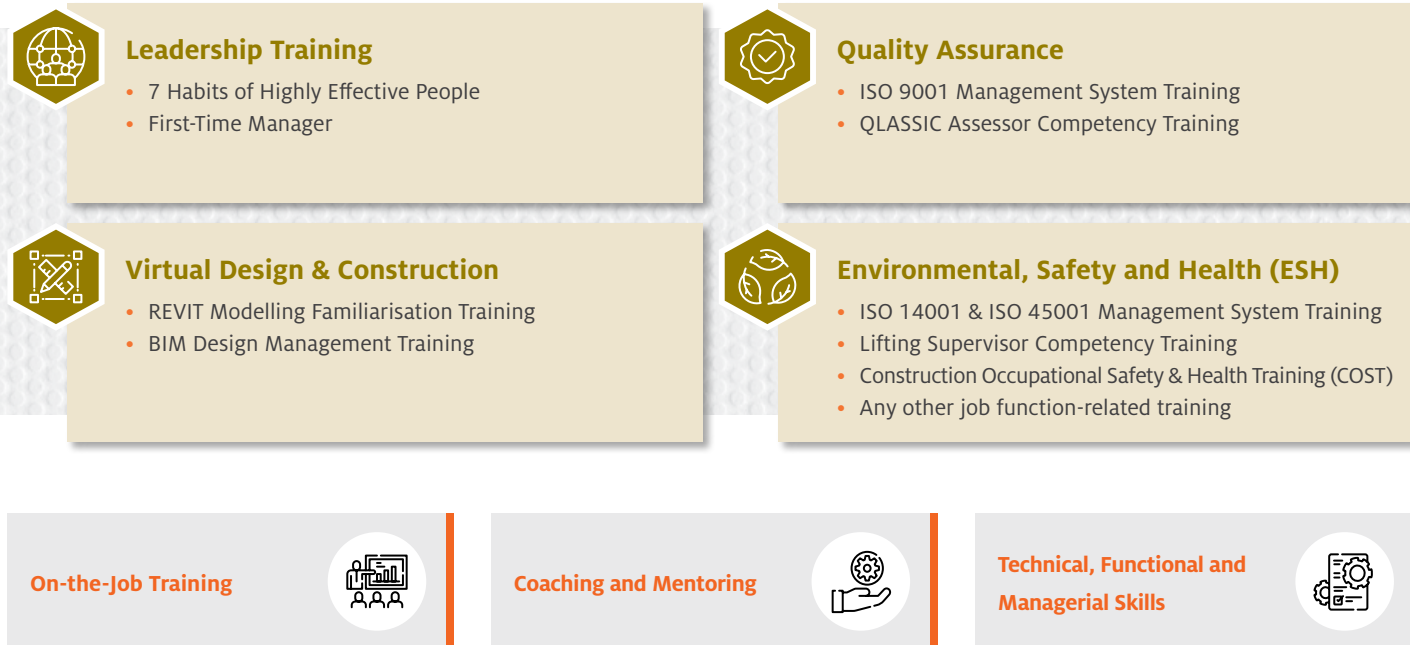 Leadership Training
• 7 Habits of Highly Effective People
• First-Time Manager
Quality Assurance
• ISO 9001 Management System Training
• QLASSIC Assessor Competency Training
Virtual Design & Construction
• REVIT Modelling Familiarisation Training
• BIM Design Management Training
Environmental, Safety and Health (ESH)
• ISO 14001 & ISO 45001 Management System Training
• Lifting Supervisor Competency Training
• Construction Occupational Safety & Health Training (COST)
• Any other job function-related training
On-the-Job Training
Coaching and Mentoring
Technical, Functional and
Managerial Skills